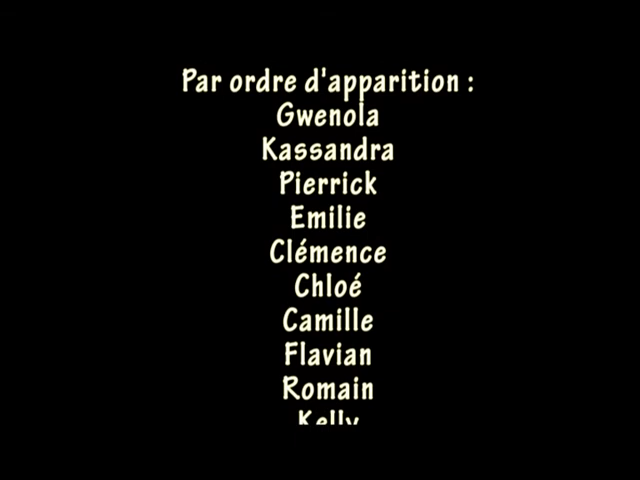 Par ordre d'apparition :
Gwenola
Kassandra
Pierrick
Emilie
Clémence
Chloé
Camille
Flavian
Romain
Kelly